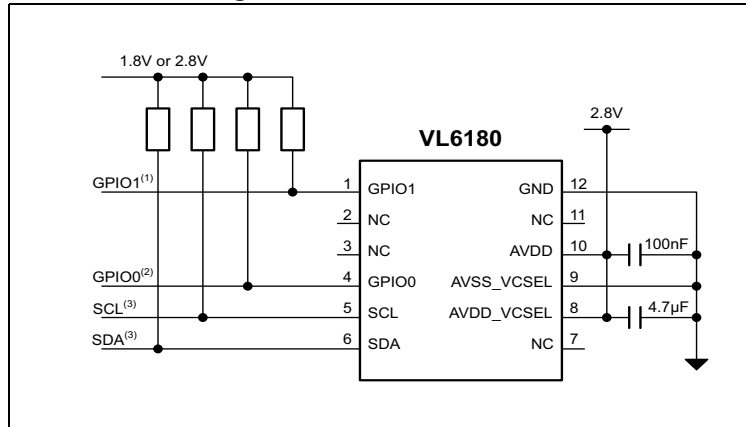 1.8V or 2.8V
2.8V
VL6180
GPIO1(1)
1 GPIO1
GND 12
2 NC
NC 11
3 NC
AVDD 10
100nF
GPIO0(2)
4 GPIO0
AVSS_VCSEL 9
SCL(3)
5 SCL
AVDD_VCSEL 8
4.7µF
SDA(3)
6 SDA
NC 7